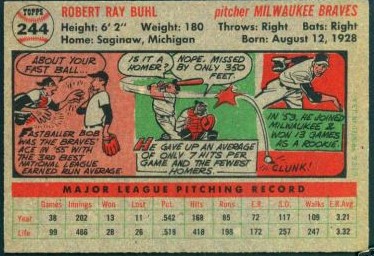 TOPPS
244
ROBERT RAY BUHL
pitcher MILWAUKEE BRAVES
Height: 6' 2" Weight: 180
Throws: Right Bats: Right
Home: Saginaw, Michigan
Born: August 12, 1928
ABOUT YOUR
FAST BALL...
FASTBALLER BOB
WAS THE BRAVES'
ACE IN '55 WITH
THE 3RD BEST
NATIONAL LEAGUE
EARNED RUN AVERAGE.
IS IT A
HOMER?
NOPE, MISSED
BY ONLY
350
FEET!
HE GAVE UP AN AVERAGE
OF ONLY 7 HITS PER
GAME AND THE FEWEST
HOMERS—
IN '53, HE JOINED
MILWAUKEE &
WON 13 GAMES
AS A
ROOKIE!
CLUNK!
MAJOR LEAGUE PITCHING RECORD
Games Innings Won Lost Pct. Hits Runs E.R. S.O. Walks E.R.Avg.
Year 38 202 13 11 .542 168 85 72 117 109 3.21
Life 99 466 26 24 .520 418 198 172 257 247 3.32